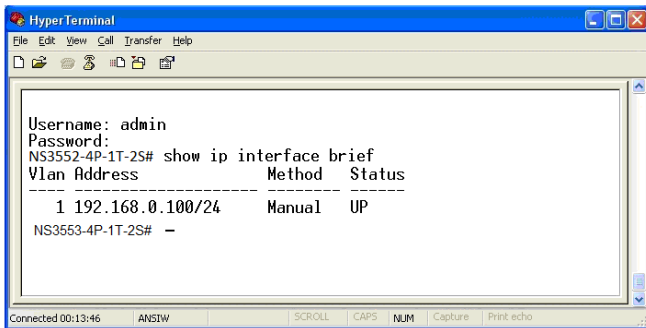 HyperTerminal
File Edit View Call Transfer Help
Username: admin
Password:
NS3552-4P-1T-2S# show ip interface brief
Vlan Address Method Status
---- -------------------- -------- ------
1 192.168.0.100/24 Manual UP
NS3553-4P-1T-2S# _
Connected 00:13:46 ANSIW SCROLL CAPS NUM Capture Print echo